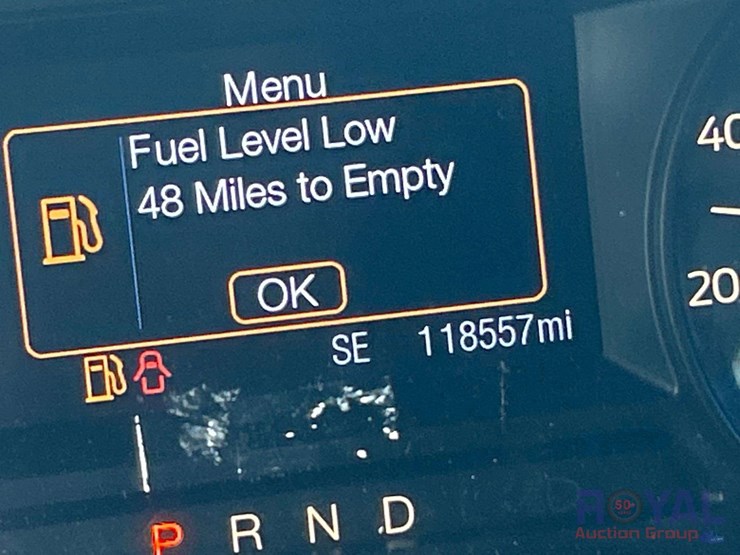 Menu
Fuel Level Low
48 Miles to Empty
OK
40
20
SE 118557mi
P R N D
ROYAL
Auction Group